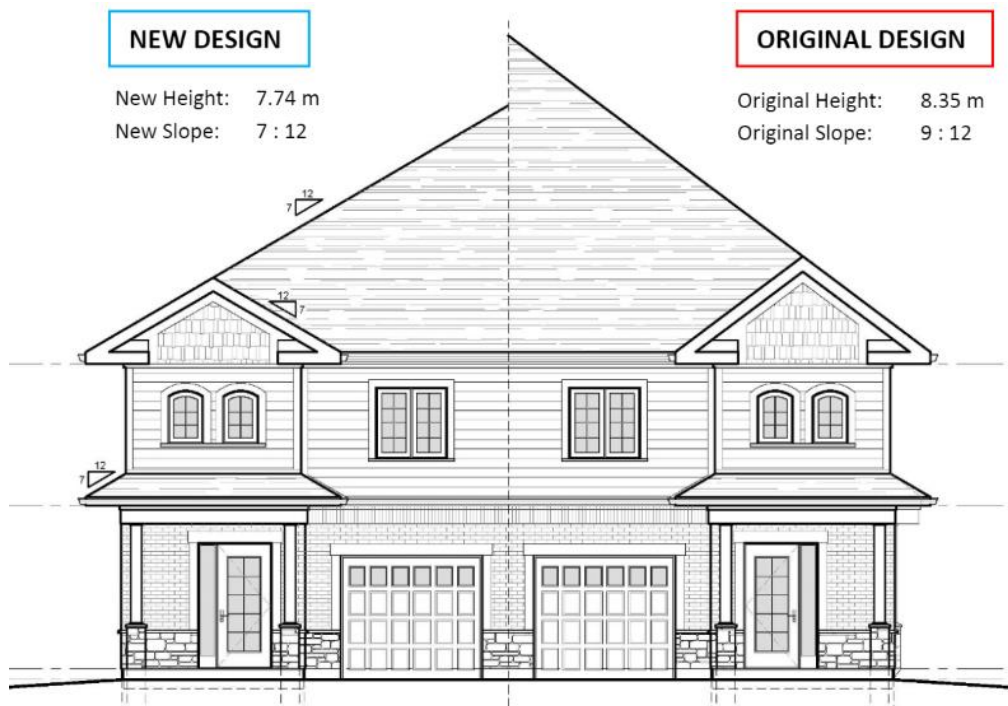 NEW DESIGN
New Height: 7.74 m
New Slope: 7 : 12
ORIGINAL DESIGN
Original Height: 8.35 m
Original Slope: 9 : 12
12
7
12
7
12
7